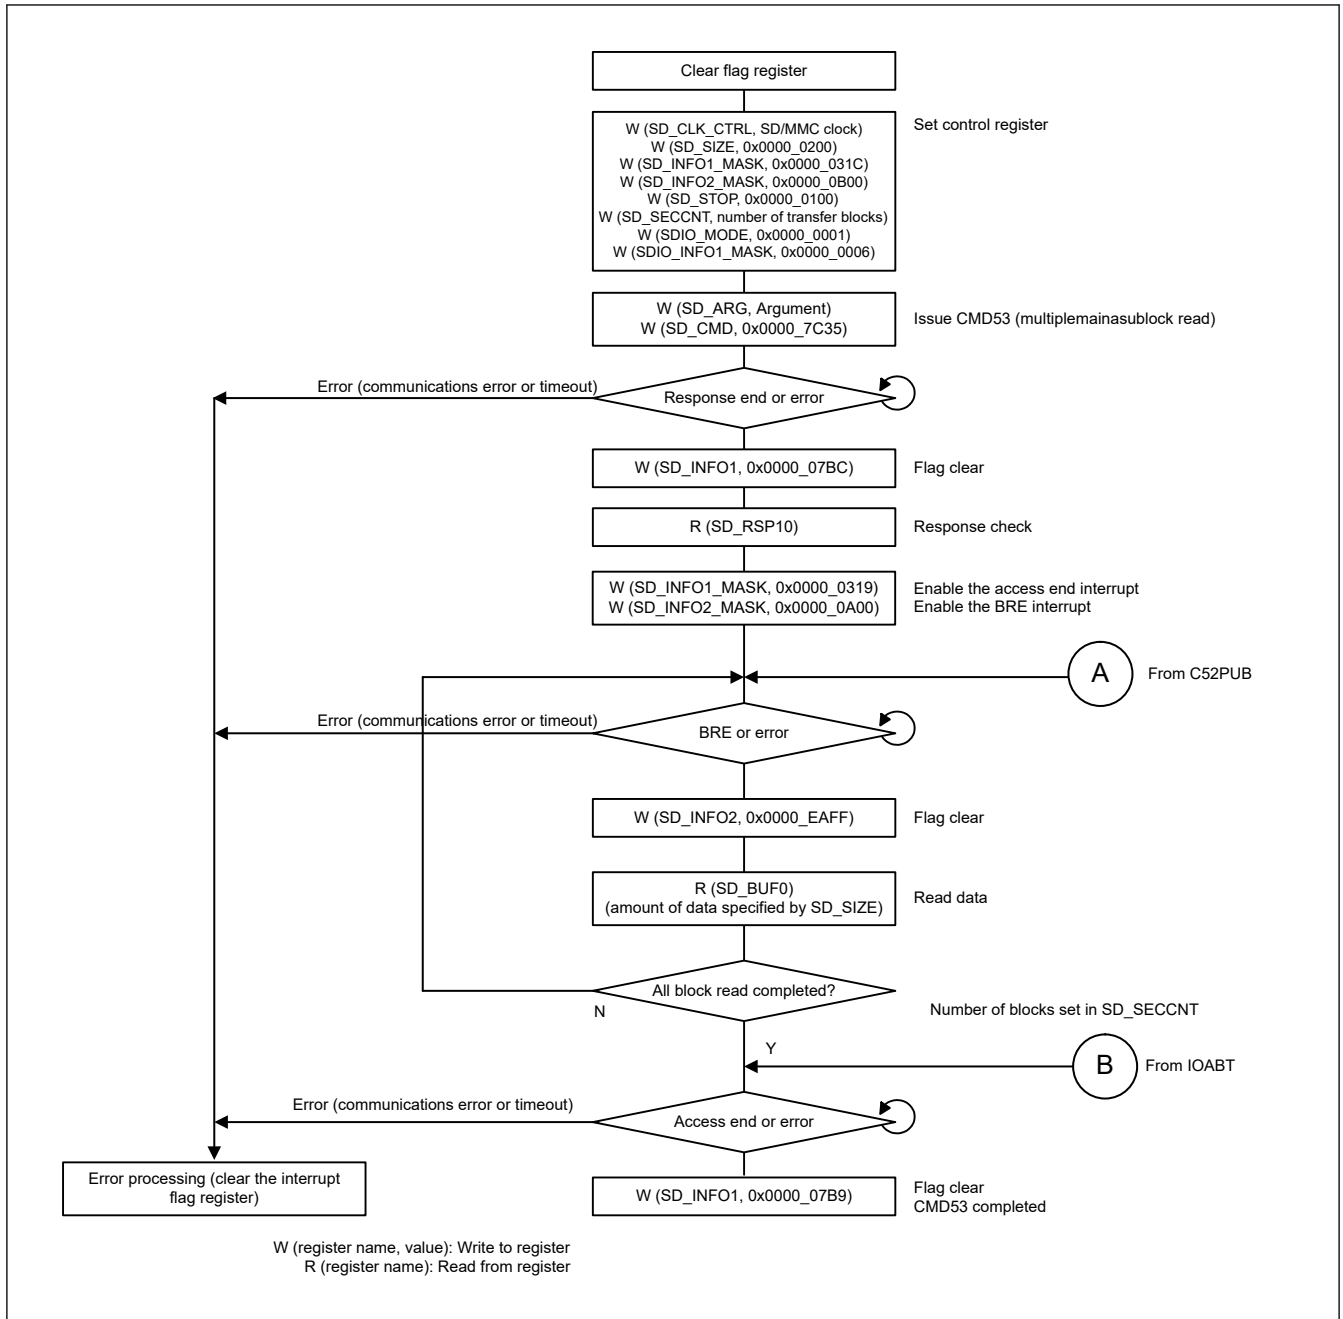 Clear flag register
W (SD_CLK_CTRL, SD/MMC clock)
W (SD_SIZE, 0x0000_0200)
W (SD_INFO1_MASK, 0x0000_031C)
W (SD_INFO2_MASK, 0x0000_0B00)
W (SD_STOP, 0x0000_0100)
W (SD_SECCNT, number of transfer blocks)
W (SDIO_MODE, 0x0000_0001)
W (SDIO_INFO1_MASK, 0x0000_0006)
Set control register
W (SD_ARG, Argument)
W (SD_CMD, 0x0000_7C35)
Issue CMD53 (multiplemainasublock read)
Error (communications error or timeout)
Response end or error
W (SD_INFO1, 0x0000_07BC)
Flag clear
R (SD_RSP10)
Response check
W (SD_INFO1_MASK, 0x0000_0319)
W (SD_INFO2_MASK, 0x0000_0A00)
Enable the access end interrupt
Enable the BRE interrupt
A
From C52PUB
Error (communications error or timeout)
BRE or error
W (SD_INFO2, 0x0000_EAFF)
Flag clear
R (SD_BUF0)
(amount of data specified by SD_SIZE)
Read data
All block read completed?
N
Number of blocks set in SD_SECCNT
Y
B
From IOABT
Error (communications error or timeout)
Access end or error
Error processing (clear the interrupt
flag register)
W (SD_INFO1, 0x0000_07B9)
Flag clear
CMD53 completed
W (register name, value): Write to register
R (register name): Read from register